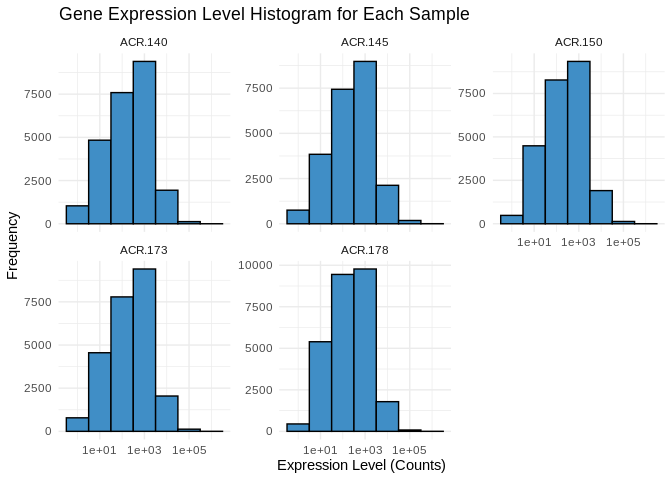 Gene Expression Level Histogram for Each Sample
ACR.140
ACR.145
ACR.150
7500
5000
2500
0
7500
5000
2500
0
7500
5000
2500
0
1e+01 1e+03 1e+05
Frequency
ACR.173
ACR.178
7500
5000
2500
0
10000
7500
5000
2500
0
1e+01 1e+03 1e+05
1e+01 1e+03 1e+05
Expression Level (Counts)